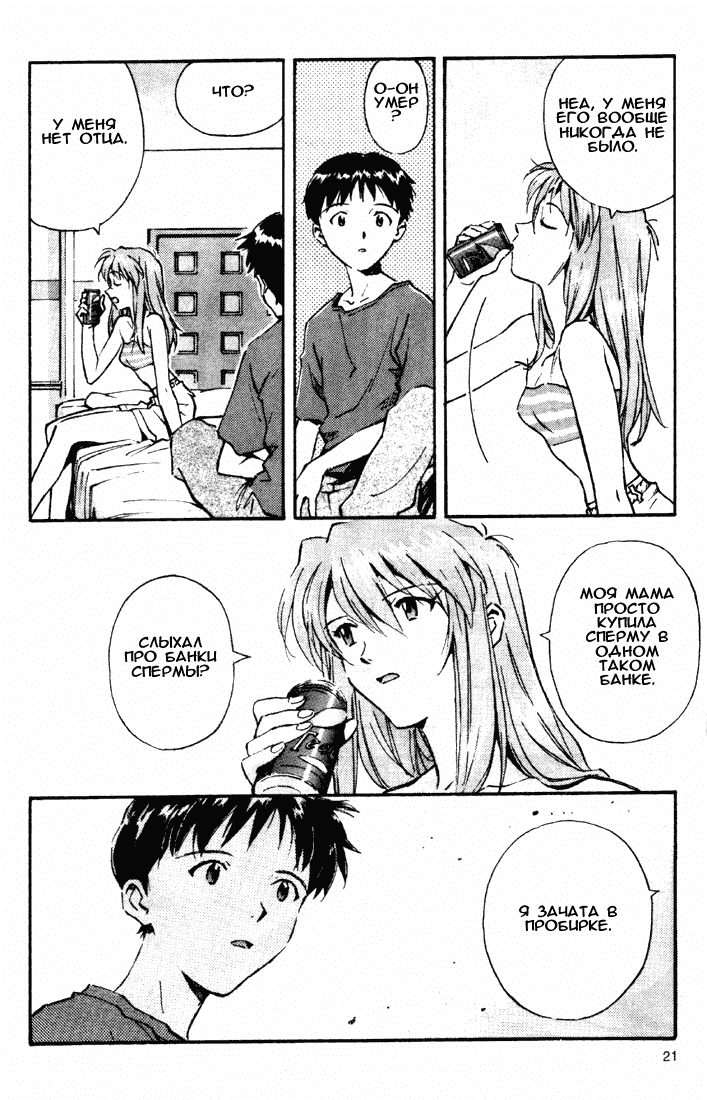 У МЕНЯ
НЕТ ОТЦА.
ЧТО?
О-ОН
УМЕР
?
НЕА, У МЕНЯ
ЕГО ВООБЩЕ
НИКОГДА НЕ
БЫЛО.
СЛЫХАЛ
ПРО БАНКИ
СПЕРМЫ?
МОЯ МАМА
ПРОСТО
КУПИЛА
СПЕРМУ В
ОДНОМ
ТАКОМ
БАНКЕ.
Я ЗАЧАТА В
ПРОБИРКЕ.
21